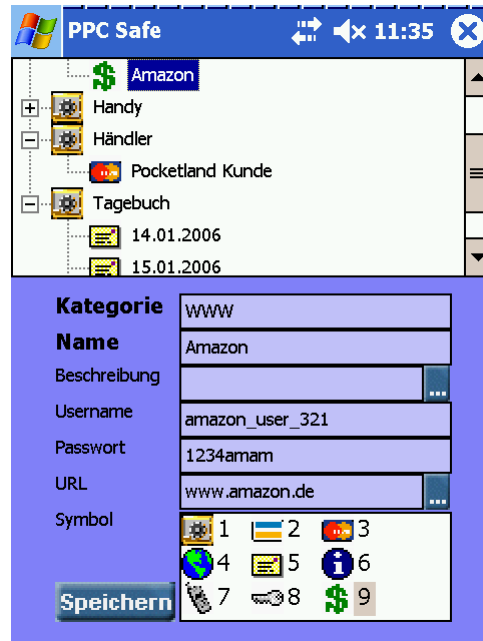 PPC Safe 11:35
Amazon
Handy
Händler
Pocketland Kunde
Tagebuch
14.01.2006
15.01.2006
Kategorie WWW
Name Amazon
Beschreibung ...
Username amazon_user_321
Passwort 1234amam
URL www.amazon.de ...
Symbol 1 2 3
4 5 6
Speichern 7 8 9